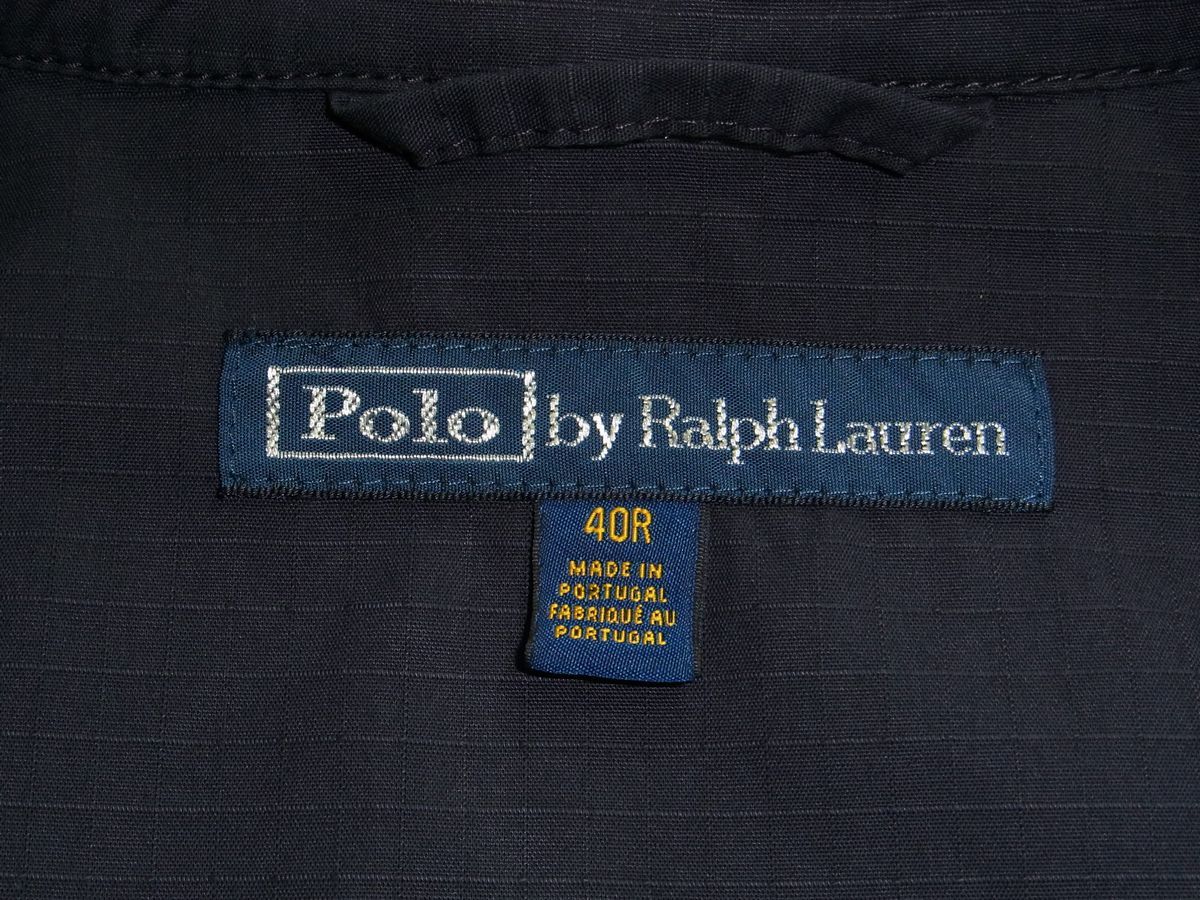 Polo by Ralph Lauren
40R
MADE IN
PORTUGAL
FABRIQUÉ AU
PORTUGAL